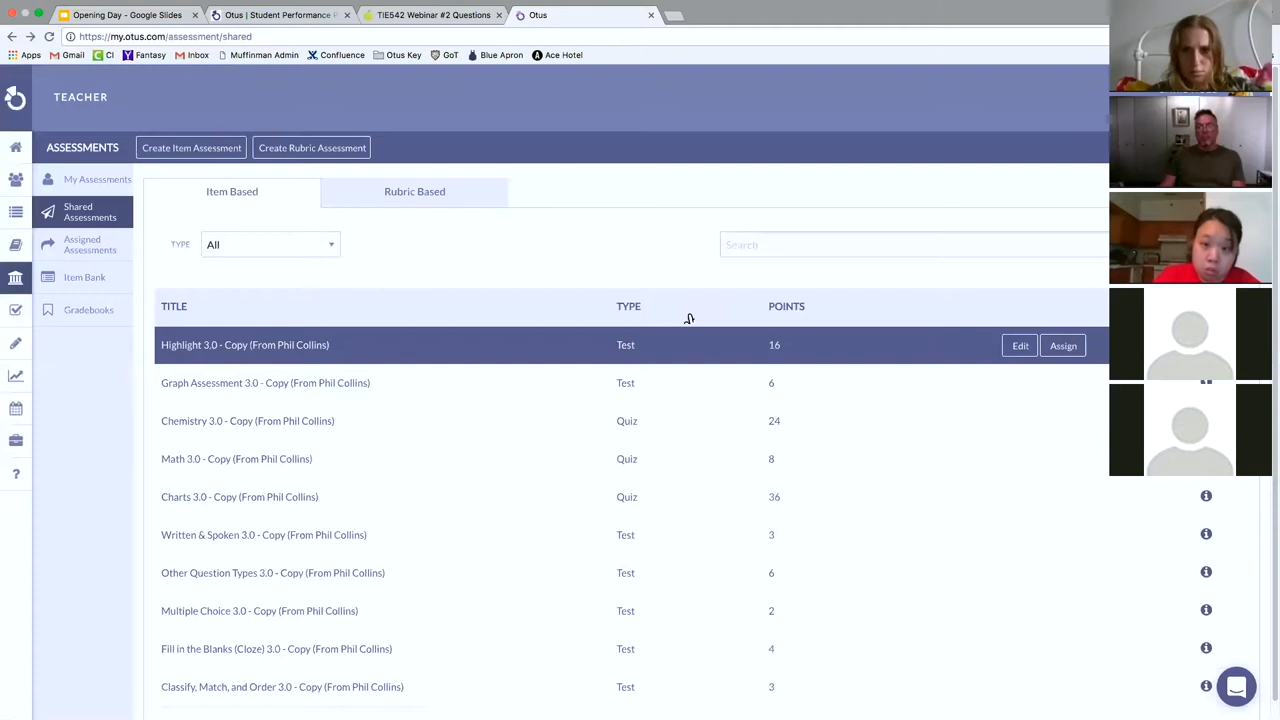 Opening Day - Google Slides
Otus | Student Performance P
TIE542 Webinar #2 Questions
Otus
https://my.otus.com/assessment/shared
Apps Gmail CI Fantasy Inbox Muffinman Admin Confluence Otus Key GoT Blue Apron Ace Hotel
TEACHER
ASSESSMENTS Create Item Assessment Create Rubric Assessment
My Assessments
Shared
Assessments
Assigned
Assessments
Item Bank
Gradebooks
Item Based Rubric Based
TYPE All Search
TITLE TYPE POINTS
Highlight 3.0 - Copy (From Phil Collins) Test 16 Edit Assign
Graph Assessment 3.0 - Copy (From Phil Collins) Test 6
Chemistry 3.0 - Copy (From Phil Collins) Quiz 24
Math 3.0 - Copy (From Phil Collins) Quiz 8
Charts 3.0 - Copy (From Phil Collins) Quiz 36
Written & Spoken 3.0 - Copy (From Phil Collins) Test 3
Other Question Types 3.0 - Copy (From Phil Collins) Test 6
Multiple Choice 3.0 - Copy (From Phil Collins) Test 2
Fill in the Blanks (Cloze) 3.0 - Copy (From Phil Collins) Test 4
Classify, Match, and Order 3.0 - Copy (From Phil Collins) Test 3